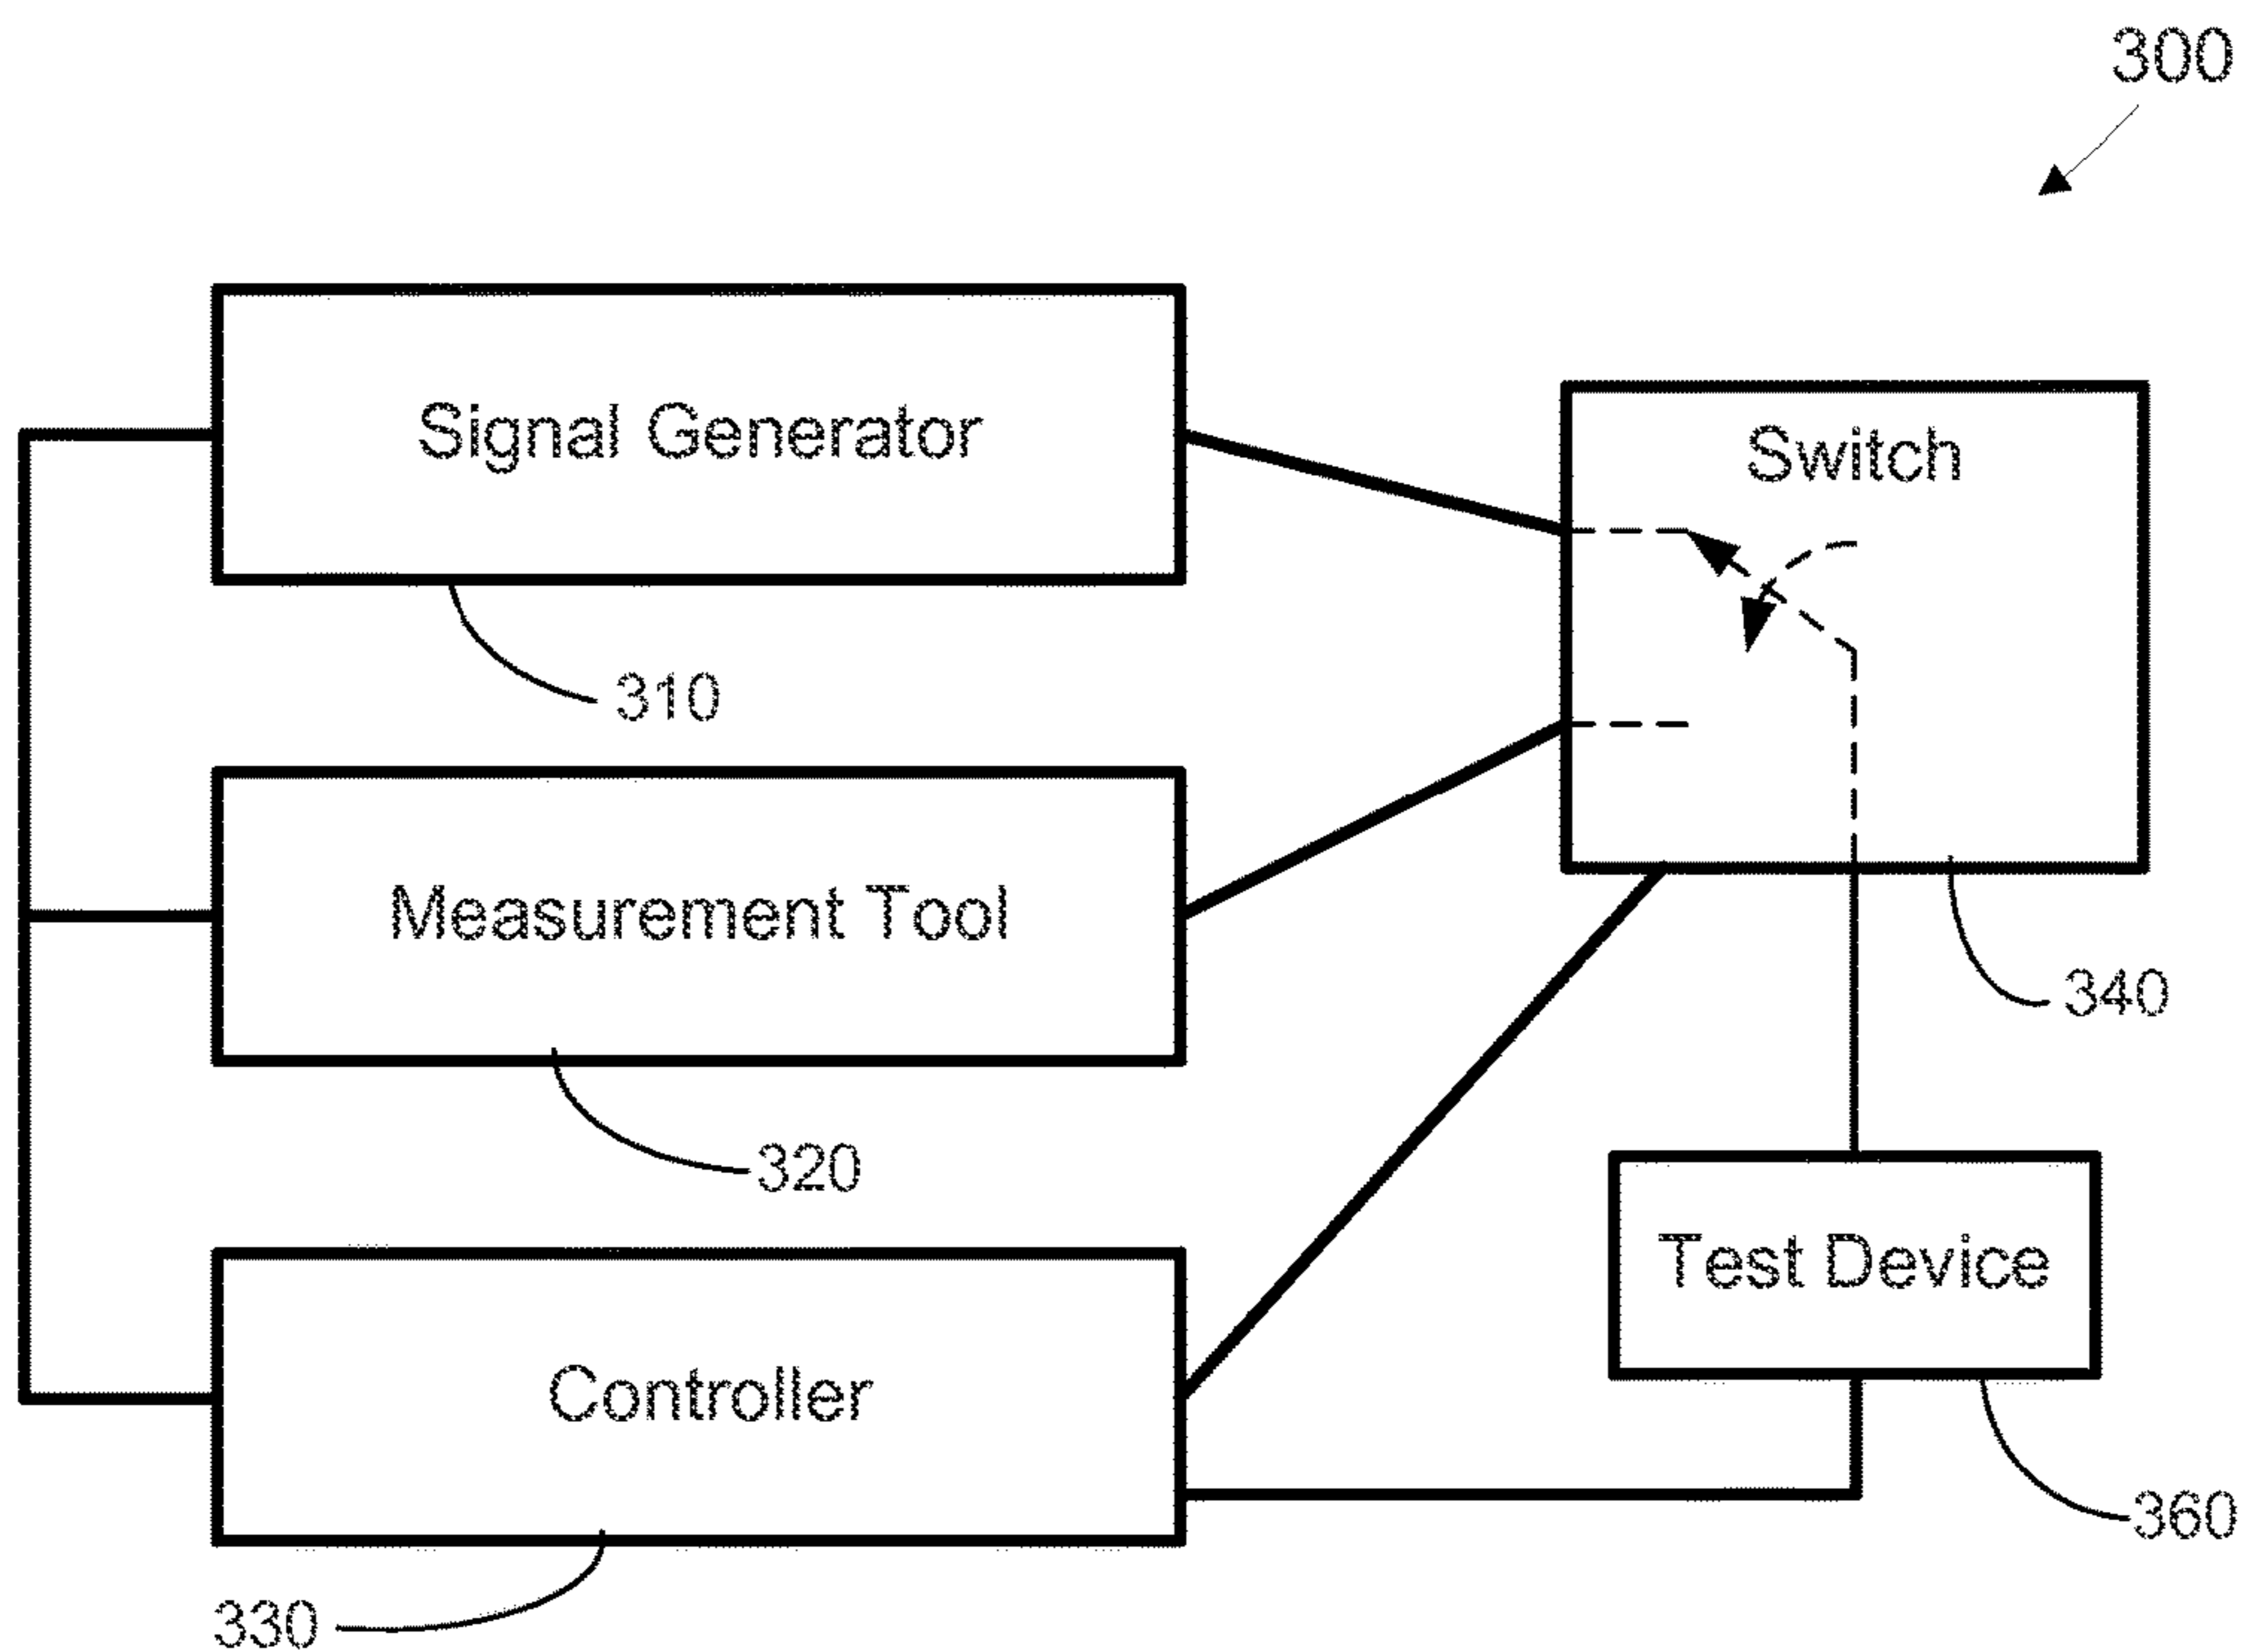 300
Signal Generator
Switch
310
Measurement Tool
340
320
Test Device
Controller
360
330